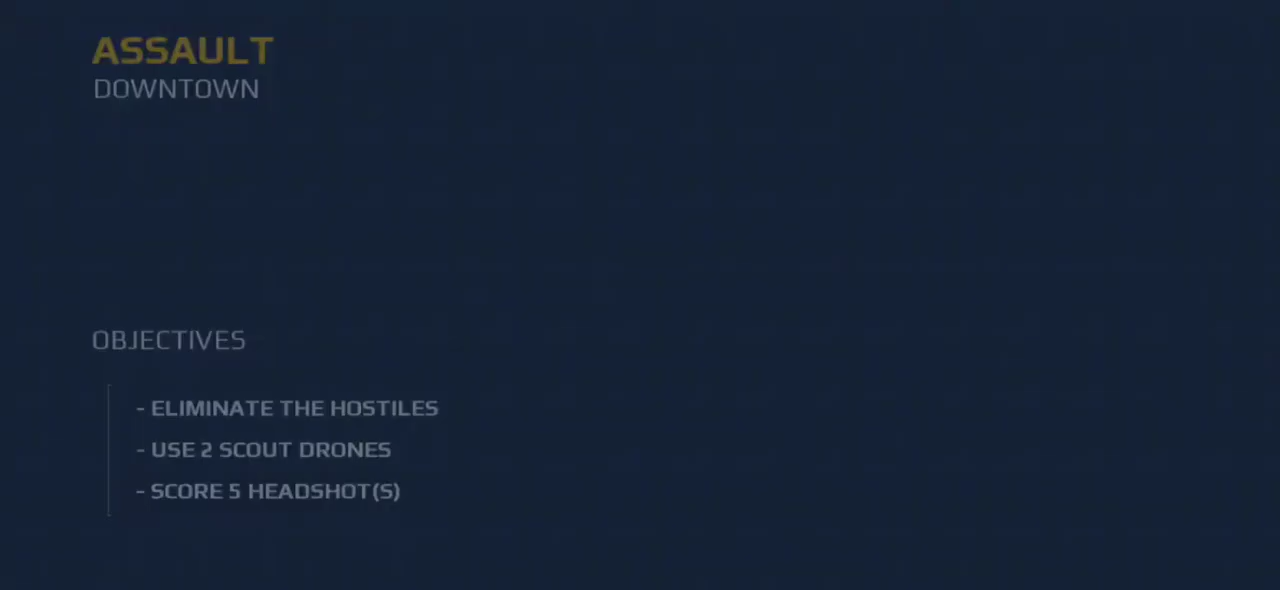 ASSAULT
DOWNTOWN
OBJECTIVES
- ELIMINATE THE HOSTILES
- USE 2 SCOUT DRONES
- SCORE 5 HEADSHOT(S)